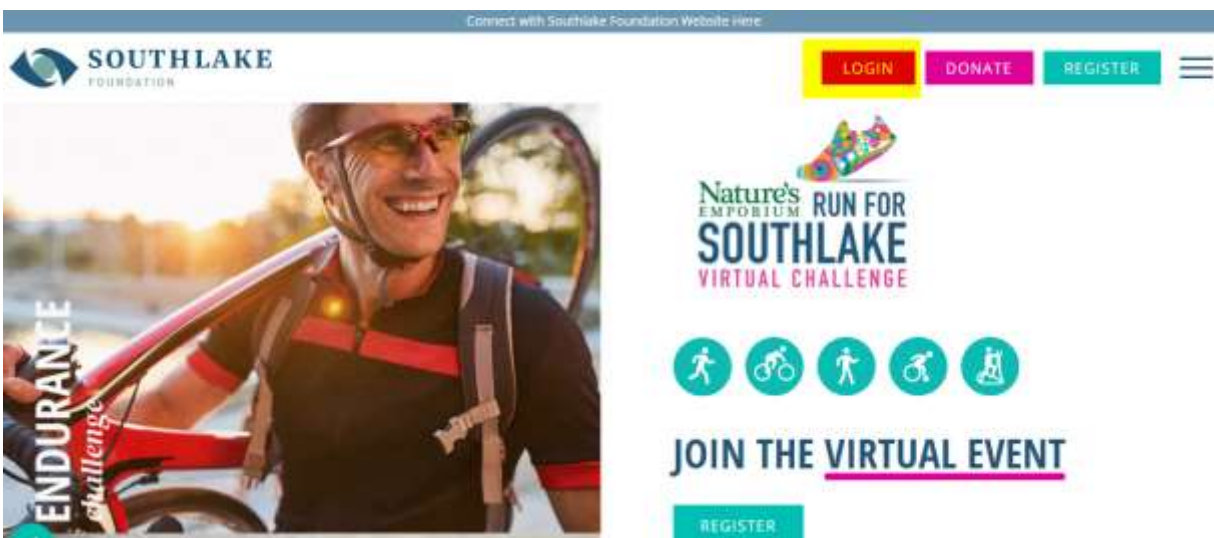 Connect with Southlake Foundation Website Here
SOUTHLAKE
FOUNDATION
LOGIN
DONATE
REGISTER
ENDURANCE
challenge
Nature's
EMPORIUM
RUN FOR
SOUTHLAKE
VIRTUAL CHALLENGE
JOIN THE VIRTUAL EVENT
REGISTER